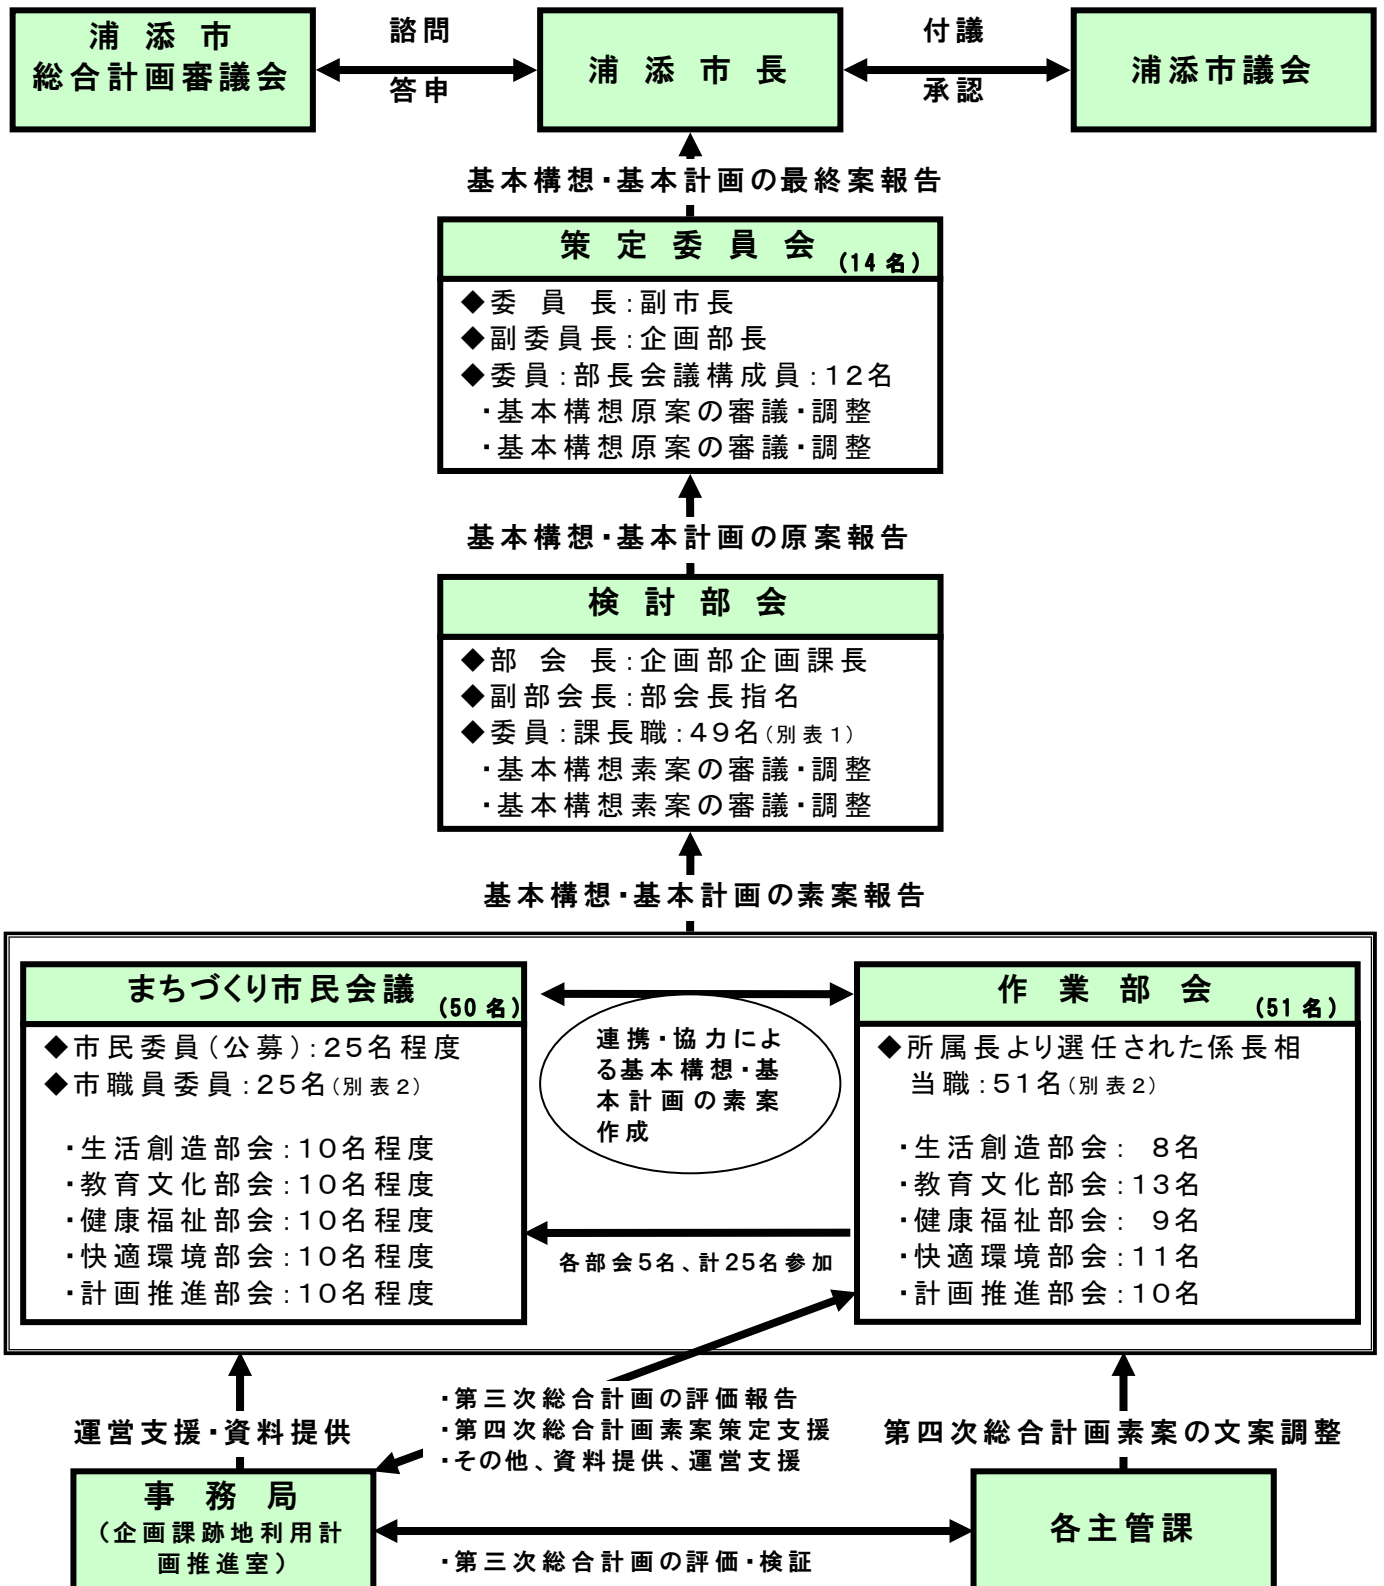 浦添市
総合計画審議会
諮問
答申
浦添市長
付議
承認
浦添市議会
基本構想・基本計画の最終案報告
策定委員会(14名)
◆委員長:副市長
◆副委員長:企画部長
◆委員:部長会議構成員:12名
・基本構想原案の審議・調整
・基本構想原案の審議・調整
基本構想・基本計画の原案報告
検討部会
◆部会長:企画部企画課長
◆副部会長:部会長指名
◆委員:課長職:49名(別表1)
・基本構想素案の審議・調整
・基本構想素案の審議・調整
基本構想・基本計画の素案報告
まちづくり市民会議(50名)
◆市民委員(公募):25名程度
◆市職員委員:25名(別表2)
・生活創造部会:10名程度
・教育文化部会:10名程度
・健康福祉部会:10名程度
・快適環境部会:10名程度
・計画推進部会:10名程度
連携・協力によ
る基本構想・基
本計画の素案
作成
各部会5名、計25名参加
作業部会(51名)
◆所属長より選任された係長相
当職:51名(別表2)
・生活創造部会: 8名
・教育文化部会:13名
・健康福祉部会: 9名
・快適環境部会:11名
・計画推進部会:10名
運営支援・資料提供
・第三次総合計画の評価報告
・第四次総合計画素案策定支援
・その他、資料提供、運営支援
第四次総合計画素案の文案調整
事務局
(企画課跡地利用計
画推進室)
・第三次総合計画の評価・検証
各主管課